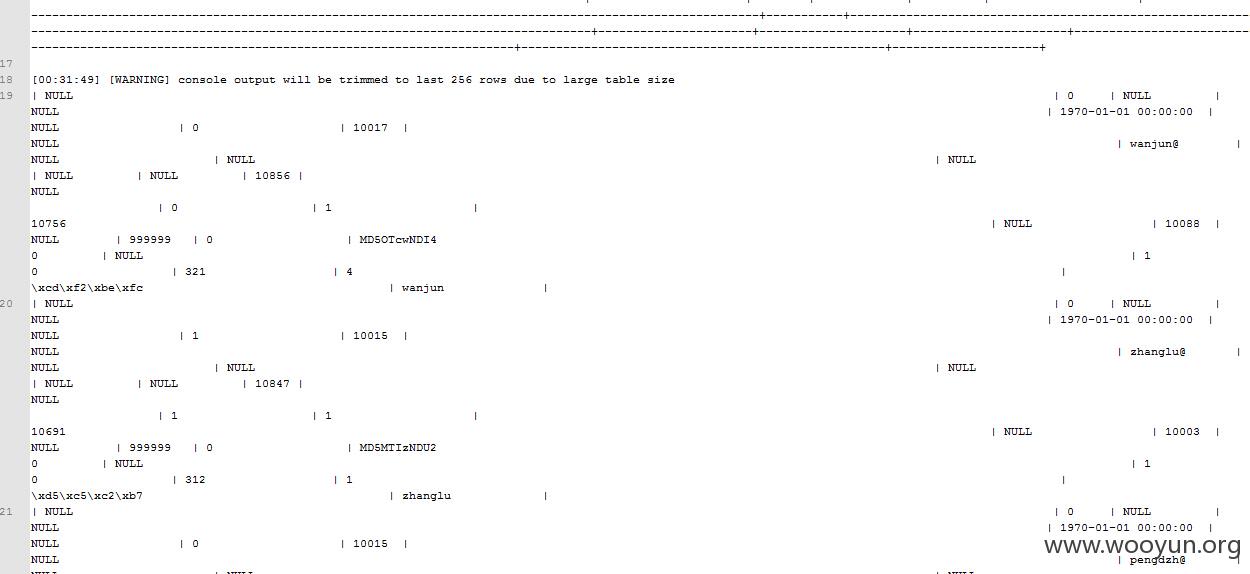 17
18 [00:31:49] [WARNING] console output will be trimmed to last 256 rows due to large table size
19 | NULL | 0 | NULL |
NULL | 1970-01-01 00:00:00 |
NULL | 0 | 10017 |
NULL | wanjun@ |
NULL | NULL | NULL
| NULL | NULL | 10856 |
NULL
| 0 | 1 |
10756 | NULL | 10088 |
NULL | 999999 | 0 | MD5OTcwNDI4
0 | NULL | 1
0 | 321 | 4 |
\xcd\xf2\xbe\xfc | wanjun |
20 | NULL | 0 | NULL |
NULL | 1970-01-01 00:00:00 |
NULL | 1 | 10015 |
NULL | zhanglu@ |
NULL | NULL | NULL
| NULL | NULL | 10847 |
NULL
| 1 | 1 |
10691 | NULL | 10003 |
NULL | 999999 | 0 | MD5MTIzNDU2
0 | NULL | 1
0 | 312 | 1 |
\xd5\xc5\xc2\xb7 | zhanglu |
21 | NULL | 0 | NULL |
NULL | 1970-01-01 00:00:00 |
NULL | 0 | 10015 |
www.wooyun.org
NULL | pengdzh@ |
NULL | NULL | NULL